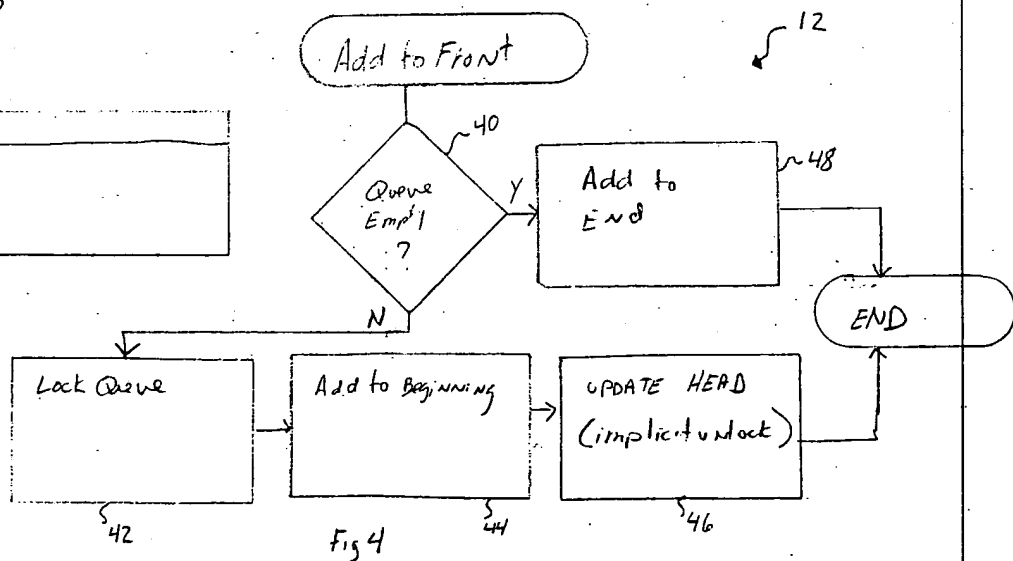 Add to Front
12
40
Queue
Empty
?
Y
Add to
End
48
END
N
Lock Queue
42
Add to Beginning
44
UPDATE HEAD
(implicit unlock)
46
Fig 4